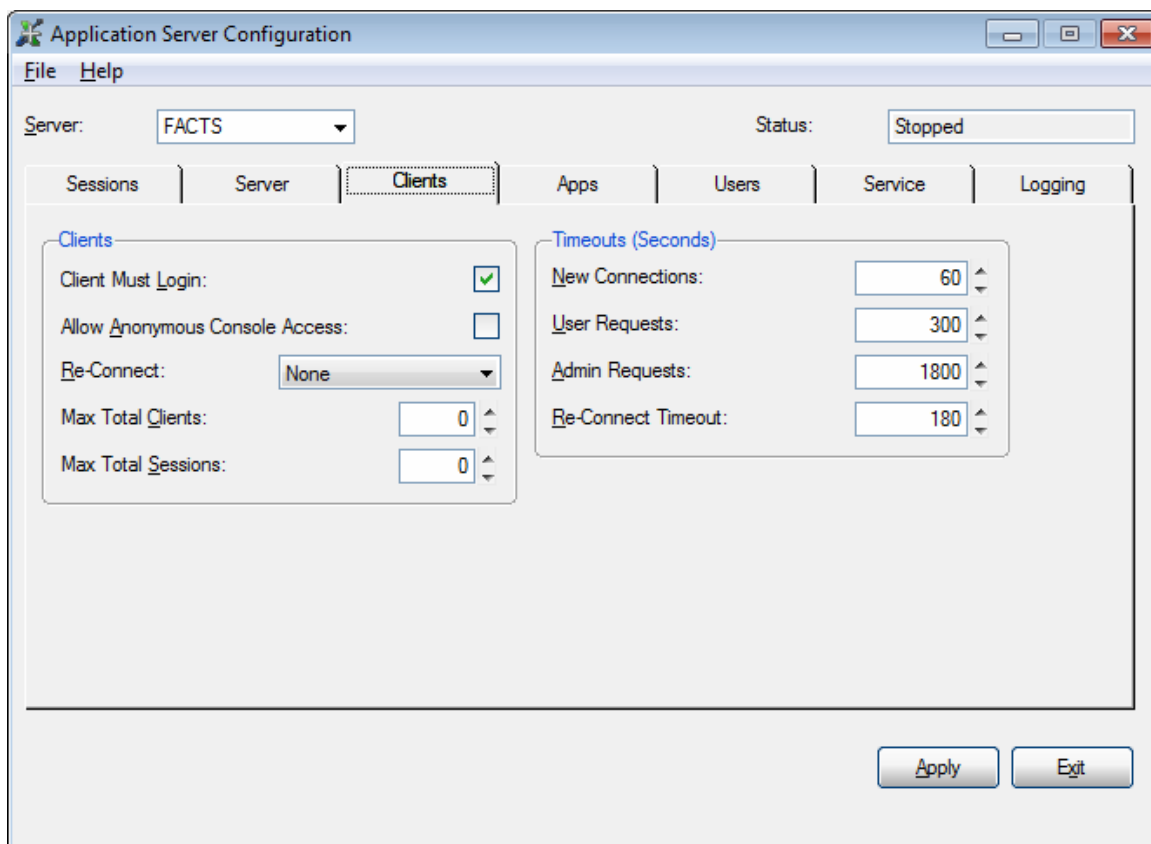 Application Server Configuration
File Help
Server: FACTS Status: Stopped
Sessions Server Clients Apps Users Service Logging
Clients
Client Must Login:
Allow Anonymous Console Access:
Re-Connect: None
Max Total Clients: 0
Max Total Sessions: 0
Timeouts (Seconds)
New Connections: 60
User Requests: 300
Admin Requests: 1800
Re-Connect Timeout: 180
Apply Exit